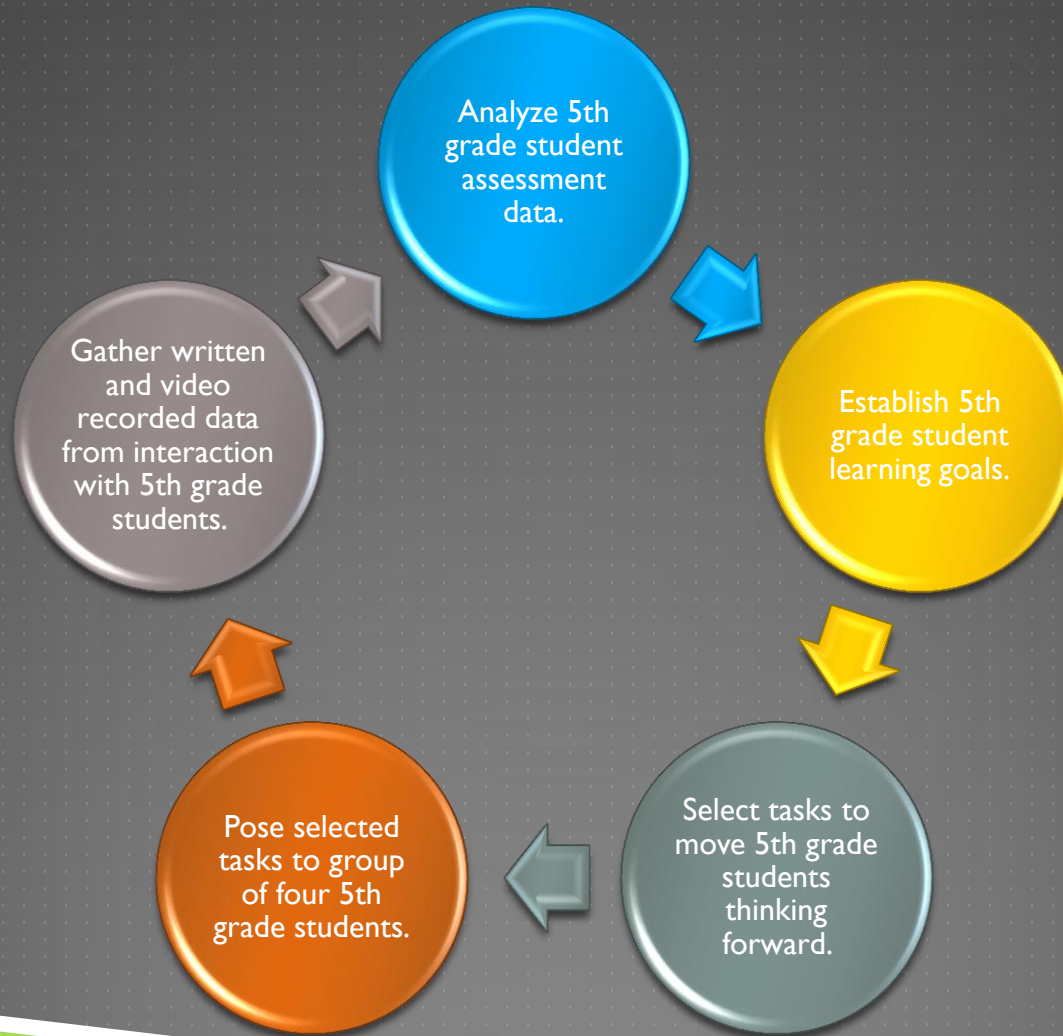 Analyze 5th
grade student
assessment
data.
Establish 5th
grade student
learning goals.
Select tasks to
move 5th grade
students
thinking
forward.
Pose selected
tasks to group
of four 5th
grade students.
Gather written
and video
recorded data
from interaction
with 5th grade
students.